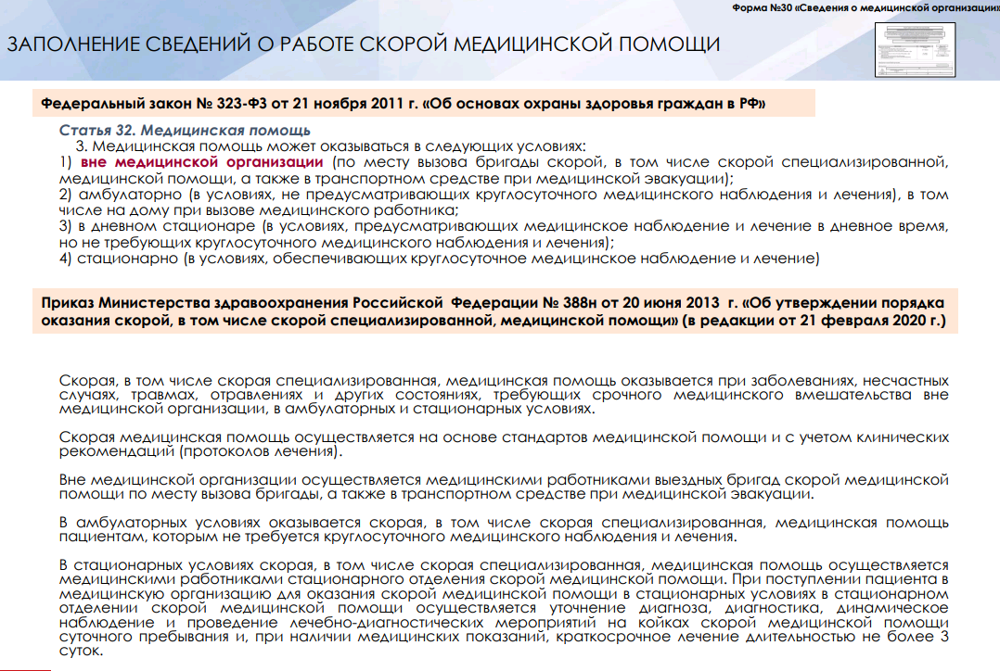 Форма №30 «Сведения о медицинской организации»
ЗАПОЛНЕНИЕ СВЕДЕНИЙ О РАБОТЕ СКОРОЙ МЕДИЦИНСКОЙ ПОМОЩИ
Федеральный закон № 323-ФЗ от 21 ноября 2011 г. «Об основах охраны здоровья граждан в РФ»
Статья 32. Медицинская помощь
3. Медицинская помощь может оказываться в следующих условиях:
1) вне медицинской организации (по месту вызова бригады скорой, в том числе скорой специализированной,
медицинской помощи, а также в транспортном средстве при медицинской эвакуации);
2) амбулаторно (в условиях, не предусматривающих круглосуточного медицинского наблюдения и лечения), в том
числе на дому при вызове медицинского работника;
3) в дневном стационаре (в условиях, предусматривающих медицинское наблюдение и лечение в дневное время,
но не требующих круглосуточного медицинского наблюдения и лечения);
4) стационарно (в условиях, обеспечивающих круглосуточное медицинское наблюдение и лечение)
Приказ Министерства здравоохранения Российской Федерации № 388н от 20 июня 2013 г. «Об утверждении порядка
оказания скорой, в том числе скорой специализированной, медицинской помощи» (в редакции от 21 февраля 2020 г.)
Скорая, в том числе скорая специализированная, медицинская помощь оказывается при заболеваниях, несчастных
случаях, травмах, отравлениях и других состояниях, требующих срочного медицинского вмешательства вне
медицинской организации, в амбулаторных и стационарных условиях.
Скорая медицинская помощь осуществляется на основе стандартов медицинской помощи и с учетом клинических
рекомендаций (протоколов лечения).
Вне медицинской организации осуществляется медицинскими работниками выездных бригад скорой медицинской
помощи по месту вызова бригады, а также в транспортном средстве при медицинской эвакуации.
В амбулаторных условиях оказывается скорая, в том числе скорая специализированная, медицинская помощь
пациентам, которым не требуется круглосуточного медицинского наблюдения и лечения.
В стационарных условиях скорая, в том числе скорая специализированная, медицинская помощь осуществляется
медицинскими работниками стационарного отделения скорой медицинской помощи. При поступлении пациента в
медицинскую организацию для оказания скорой медицинской помощи в стационарных условиях в стационарном
отделении скорой медицинской помощи осуществляется уточнение диагноза, диагностика, динамическое
наблюдение и проведение лечебно-диагностических мероприятий на койках скорой медицинской помощи
суточного пребывания и, при наличии медицинских показаний, краткосрочное лечение длительностью не более 3
суток.